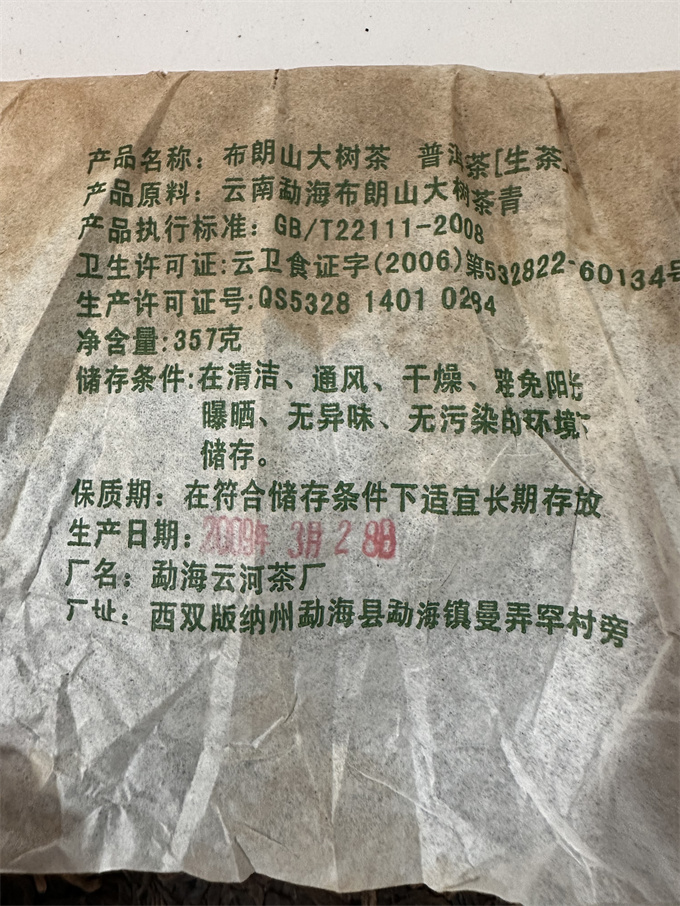 产品名称：布朗山大树茶 普洱茶[生茶]
产品原料：云南勐海布朗山大树茶青
产品执行标准：GB/T22111-2008
卫生许可证:云卫食证字(2006)第532822-60134号
生产许可证号:QS5328 1401 0284
净含量:357克
储存条件:在清洁、通风、干燥、避免阳光
曝晒、无异味、无污染的环境下
储存。
保质期：在符合储存条件下适宜长期存放
生产日期：2009年 3月 2 8日
厂名：勐海云河茶厂
厂址：西双版纳州勐海县勐海镇曼弄罕村旁